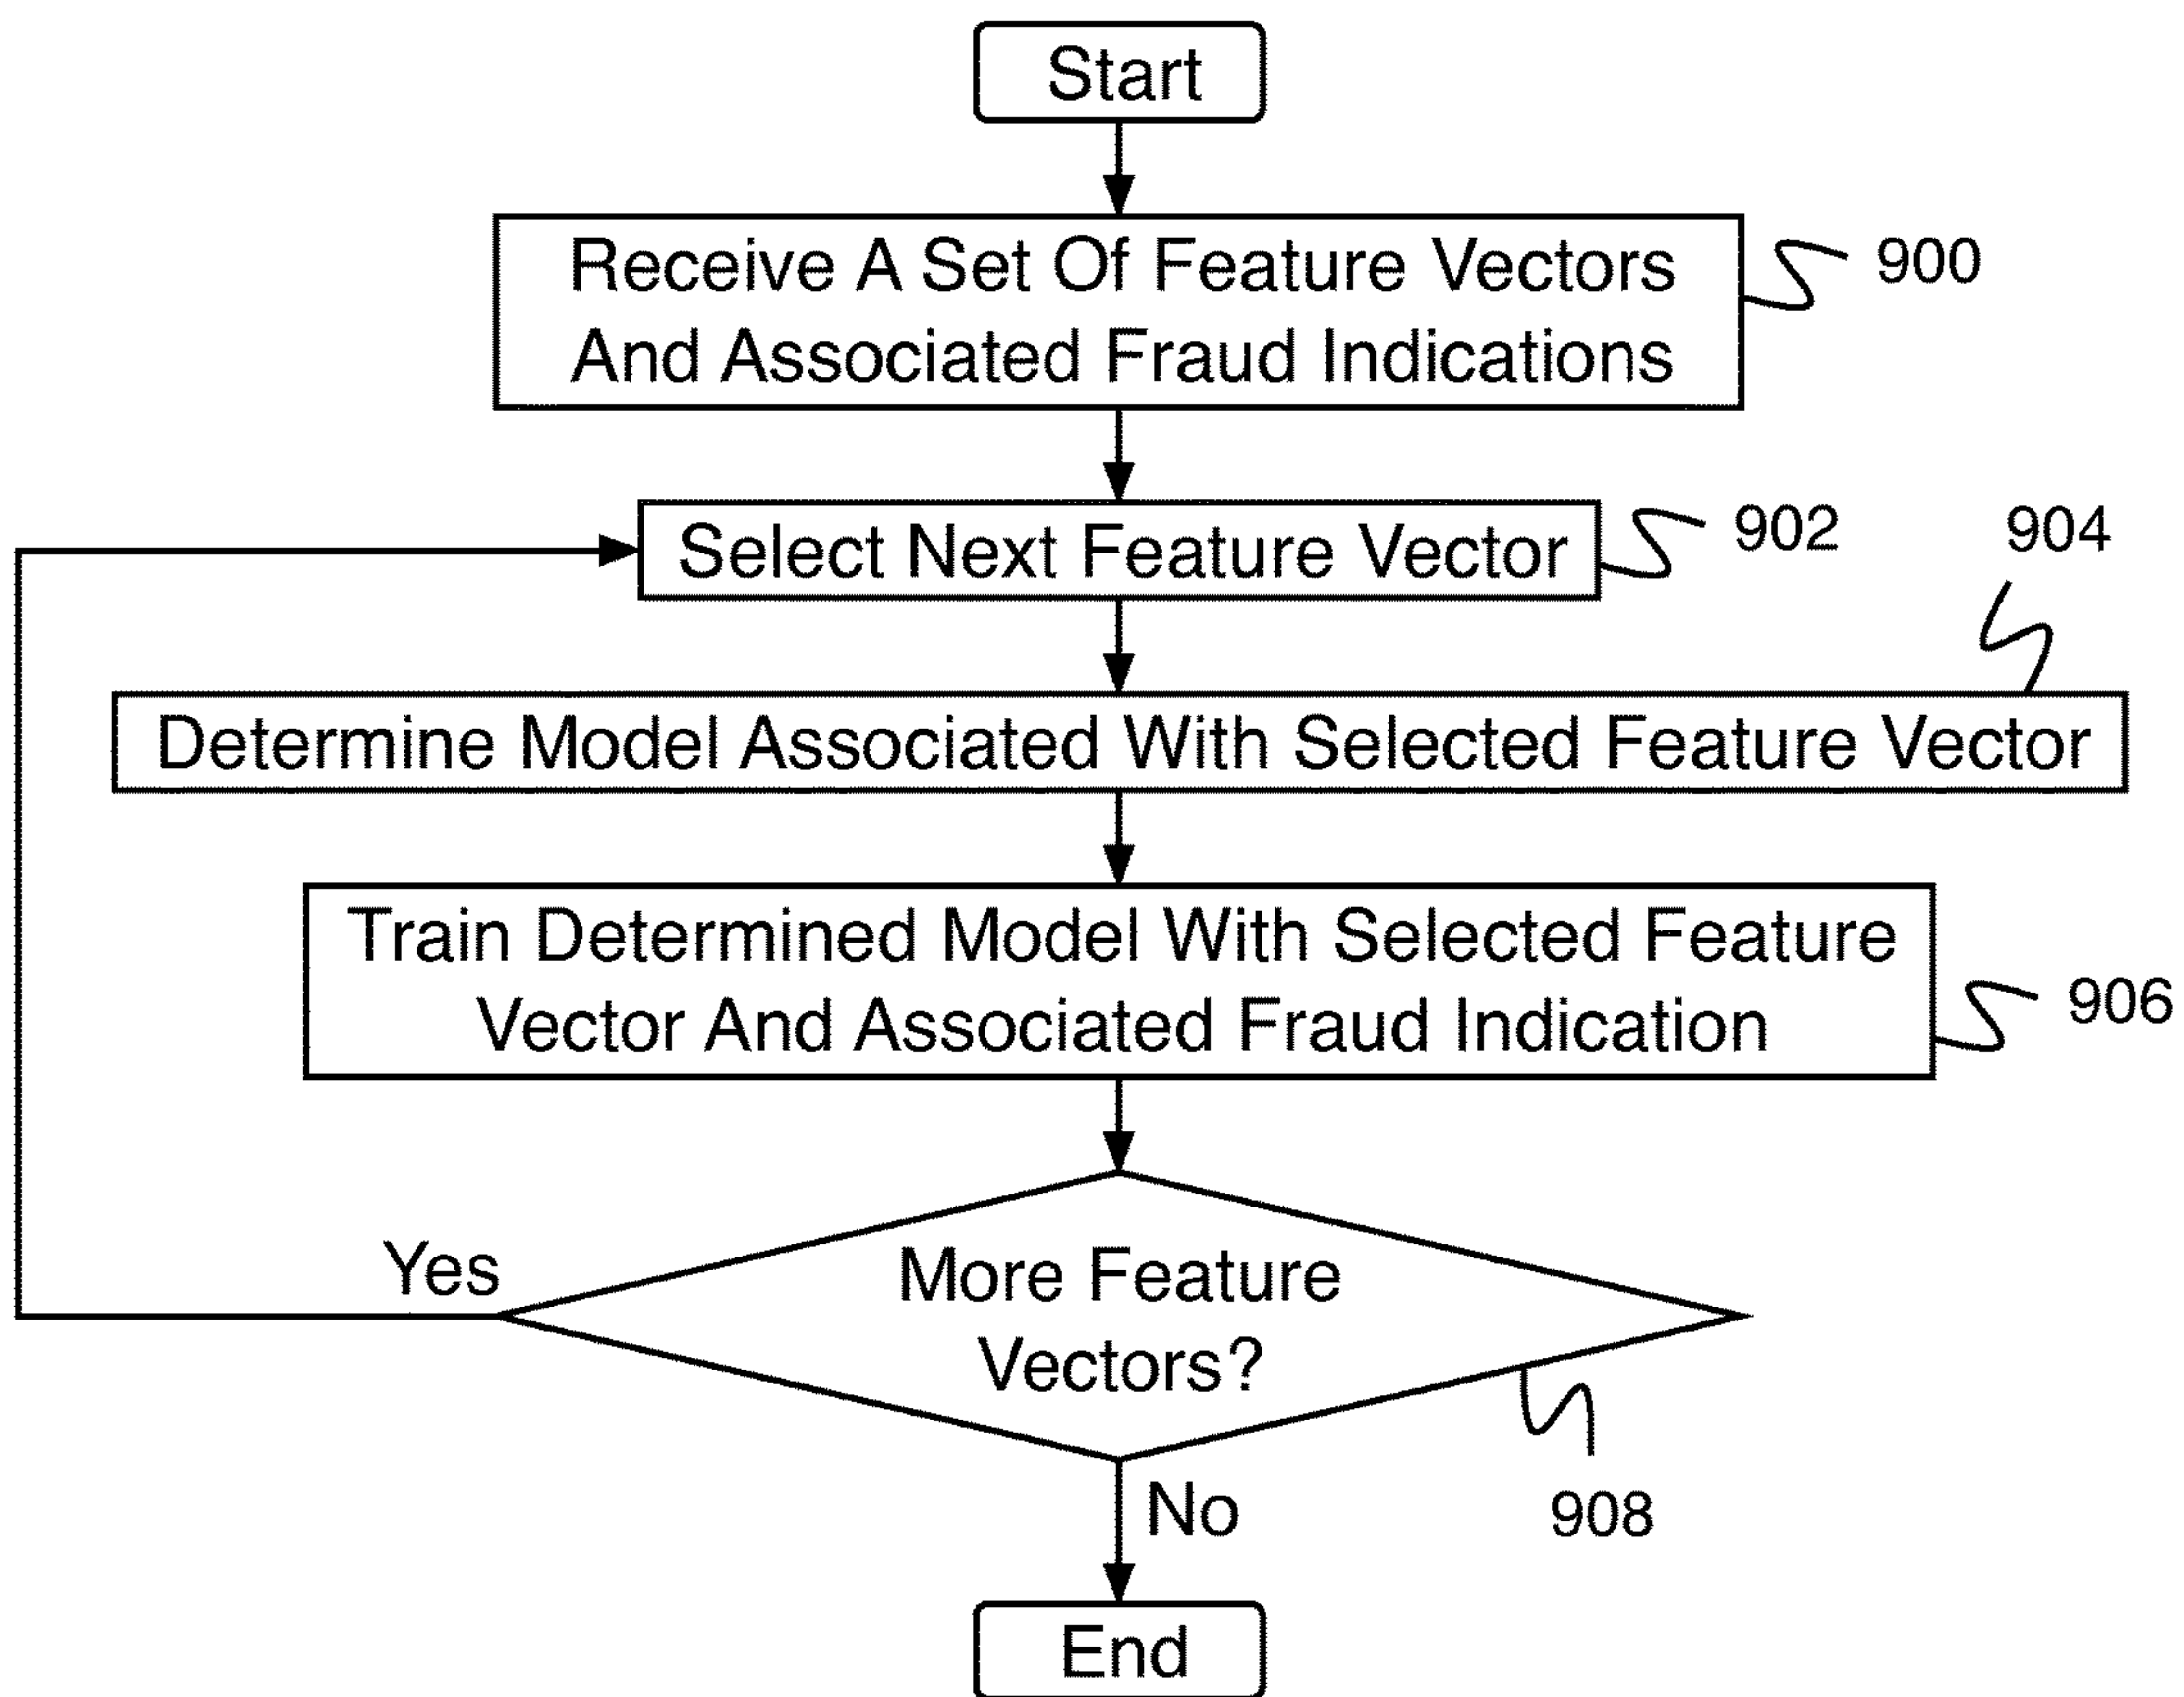 Start
Receive A Set Of Feature Vectors
And Associated Fraud Indications
900
Select Next Feature Vector
902
904
Determine Model Associated With Selected Feature Vector
Train Determined Model With Selected Feature
Vector And Associated Fraud Indication
906
Yes
More Feature
Vectors?
908
No
End